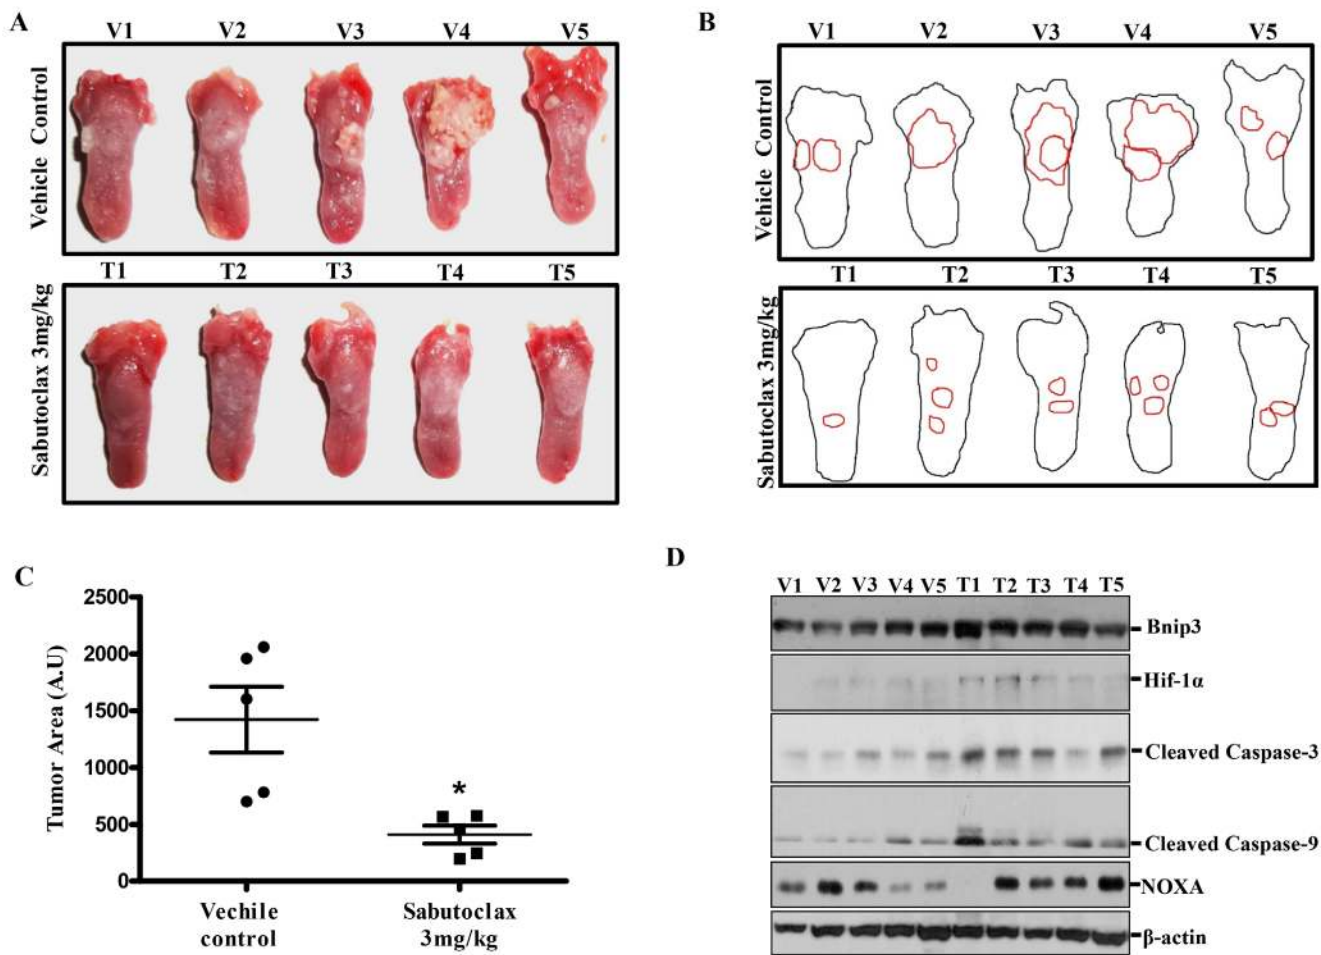 A
V1 V2 V3 V4 V5
Vehicle Control
T1 T2 T3 T4 T5
Sabutoclax 3mg/kg
B
V1 V2 V3 V4 V5
Vehicle Control
T1 T2 T3 T4 T5
Sabutoclax 3mg/kg
C
Tumor Area (A.U)
2500
2000
1500
1000
500
0
*
Vechile
control
Sabutoclax
3mg/kg
D
V1 V2 V3 V4 V5 T1 T2 T3 T4 T5
Bnip3
Hif-1α
Cleaved Caspase-3
Cleaved Caspase-9
NOXA
β-actin